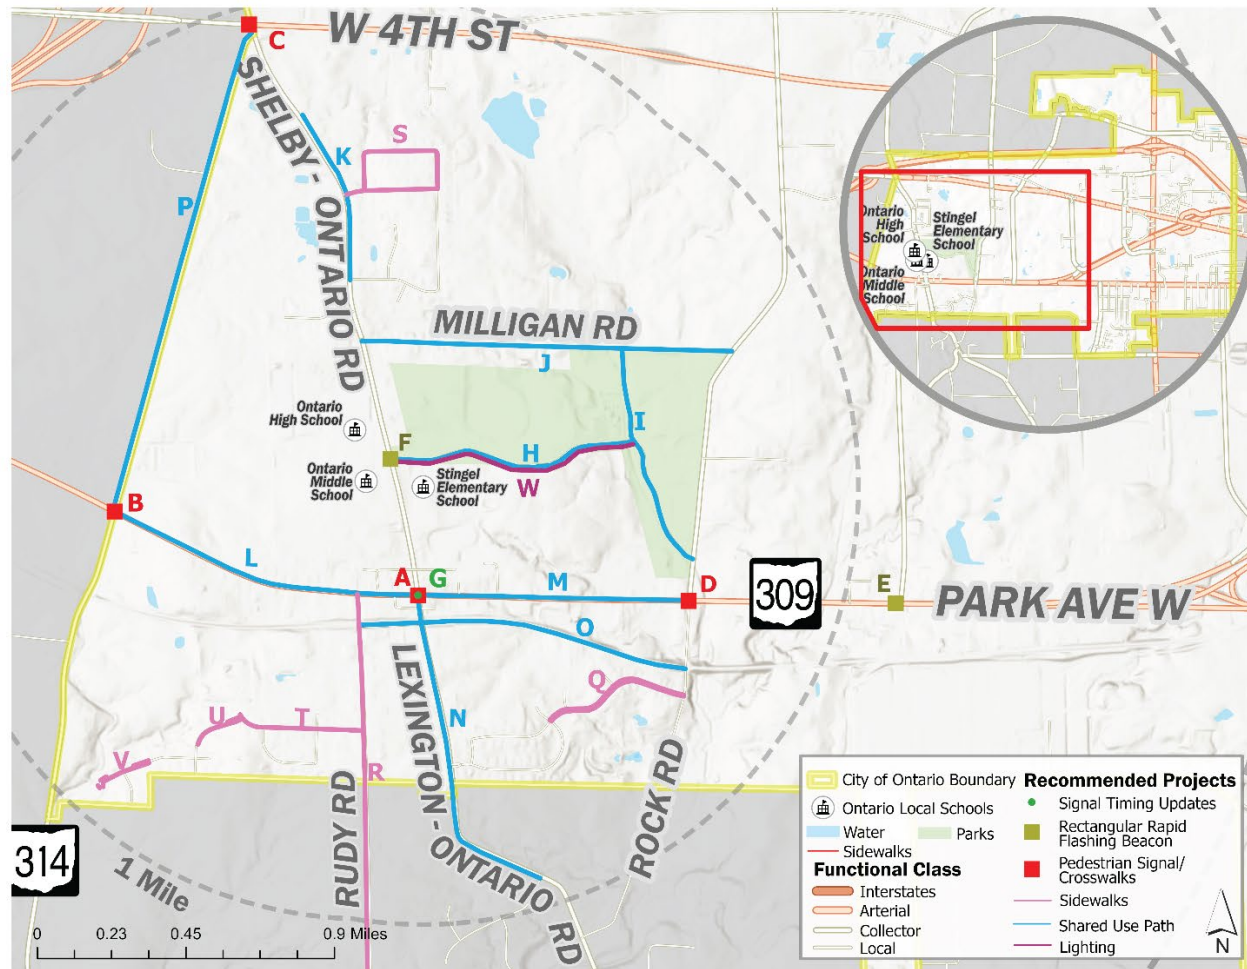 C
W 4TH ST
SHELBY - ONTARIO RD
K
S
P
Ontario
High
School
Stingel
Elementary
School
Ontario
Middle
School
MILLIGAN RD
J
Ontario
High School
F
H
I
Ontario
Middle
School
Stingel
Elementary
School
W
B
L
A
G
M
D
309
E
PARK AVE W
O
LEXINGTON - ONTARIO RD
N
Q
U
T
V
R
RUDY RD
ROCK RD
314
1 Mile
0 0.23 0.45 0.9 Miles
City of Ontario Boundary
Ontario Local Schools
Water
Parks
Sidewalks
Functional Class
Interstates
Arterial
Collector
Local
Recommended Projects
Signal Timing Updates
Rectangular Rapid
Flashing Beacon
Pedestrian Signal/
Crosswalks
Sidewalks
Shared Use Path
Lighting
N